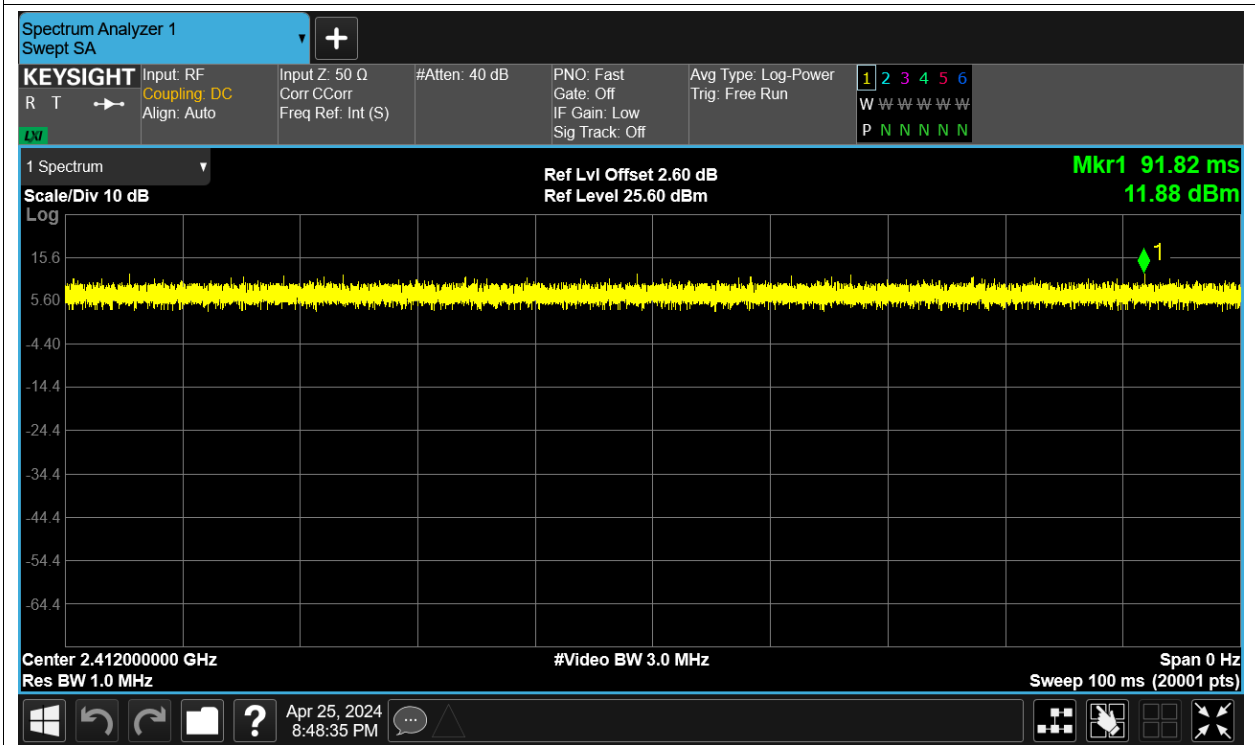 Spectrum Analyzer 1
Swept SA
KEYSIGHT
R T
LXI
Input: RF
Coupling: DC
Align: Auto
Input Z: 50 Ω
Corr CCorr
Freq Ref: Int (S)
#Atten: 40 dB
PNO: Fast
Gate: Off
IF Gain: Low
Sig Track: Off
Avg Type: Log-Power
Trig: Free Run
1 2 3 4 5 6
W W W W W W
P N N N N N
1 Spectrum
Scale/Div 10 dB
Log
Ref Lvl Offset 2.60 dB
Ref Level 25.60 dBm
Mkr1 91.82 ms
11.88 dBm
1
15.6
5.60
-4.40
-14.4
-24.4
-34.4
-44.4
-54.4
-64.4
Center 2.412000000 GHz
Res BW 1.0 MHz
#Video BW 3.0 MHz
Span 0 Hz
Sweep 100 ms (20001 pts)
?
Apr 25, 2024
8:48:35 PM